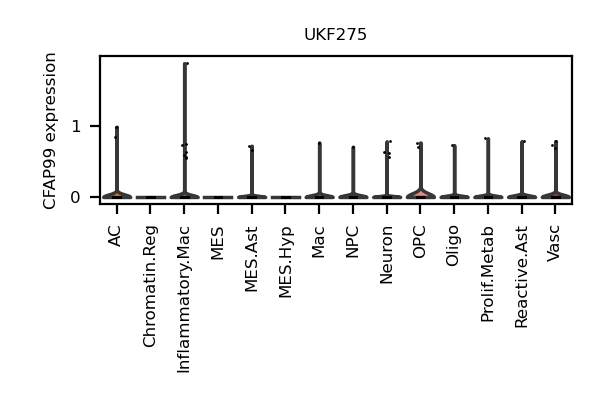 UKF275
CFAP99 expression
1
0
AC
Chromatin.Reg
Inflammatory.Mac
MES
MES.Ast
MES.Hyp
Mac
NPC
Neuron
OPC
Oligo
Prolif.Metab
Reactive.Ast
Vasc